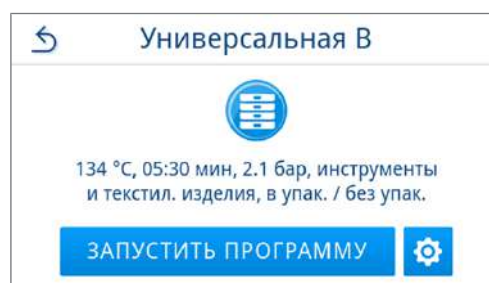 Универсальная B
134 °C, 05:30 мин, 2.1 бар, инструменты
и текстил. изделия, в упак. / без упак.
ЗАПУСТИТЬ ПРОГРАММУ